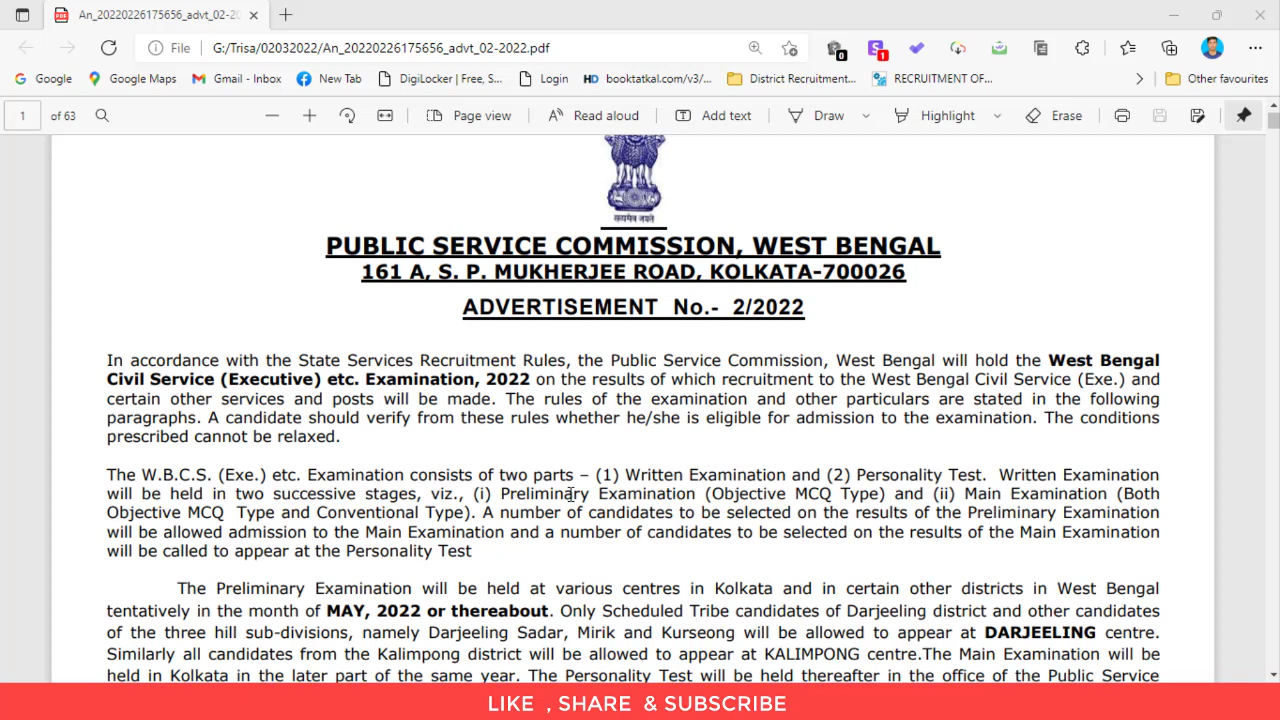 An_20220226175656_advt_02-202
File G:/Trisa/02032022/An_20220226175656_advt_02-2022.pdf
0
1
Google Google Maps Gmail - Inbox New Tab DigiLocker | Free, S... Login HD booktatkal.com/v3/... District Recruitment... RECRUITMENT OF... Other favourites
1 of 63 Page view Read aloud Add text Draw Highlight Erase
सत्यमेव जयते
PUBLIC SERVICE COMMISSION, WEST BENGAL
161 A, S. P. MUKHERJEE ROAD, KOLKATA-700026
ADVERTISEMENT No.- 2/2022
In accordance with the State Services Recruitment Rules, the Public Service Commission, West Bengal will hold the West Bengal
Civil Service (Executive) etc. Examination, 2022 on the results of which recruitment to the West Bengal Civil Service (Exe.) and
certain other services and posts will be made. The rules of the examination and other particulars are stated in the following
paragraphs. A candidate should verify from these rules whether he/she is eligible for admission to the examination. The conditions
prescribed cannot be relaxed.
The W.B.C.S. (Exe.) etc. Examination consists of two parts – (1) Written Examination and (2) Personality Test. Written Examination
will be held in two successive stages, viz., (i) Preliminary Examination (Objective MCQ Type) and (ii) Main Examination (Both
Objective MCQ Type and Conventional Type). A number of candidates to be selected on the results of the Preliminary Examination
will be allowed admission to the Main Examination and a number of candidates to be selected on the results of the Main Examination
will be called to appear at the Personality Test
The Preliminary Examination will be held at various centres in Kolkata and in certain other districts in West Bengal
tentatively in the month of MAY, 2022 or thereabout. Only Scheduled Tribe candidates of Darjeeling district and other candidates
of the three hill sub-divisions, namely Darjeeling Sadar, Mirik and Kurseong will be allowed to appear at DARJEELING centre.
Similarly all candidates from the Kalimpong district will be allowed to appear at KALIMPONG centre.The Main Examination will be
held in Kolkata in the later part of the same year. The Personality Test will be held thereafter in the office of the Public Service
LIKE , SHARE & SUBSCRIBE